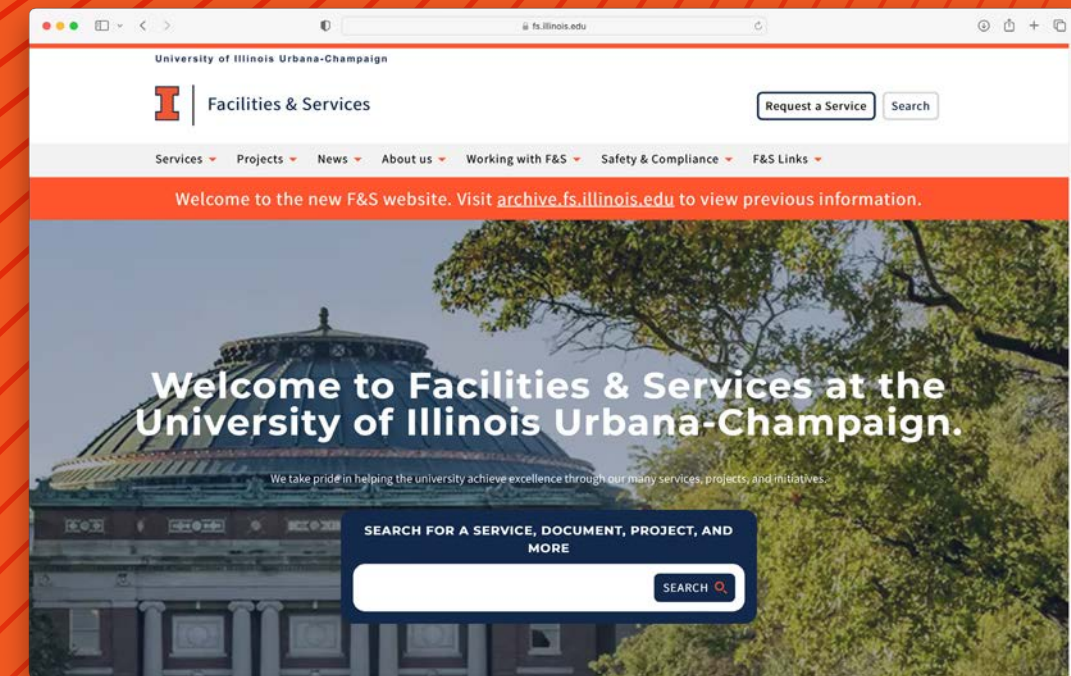 fs.illinois.edu
University of Illinois Urbana-Champaign
I
Facilities & Services
Request a Service
Search
Services
Projects
News
About us
Working with F&S
Safety & Compliance
F&S Links
Welcome to the new F&S website. Visit archive.fs.illinois.edu to view previous information.
Welcome to Facilities & Services at the
University of Illinois Urbana-Champaign.
We take pride in helping the university achieve excellence through our many services, projects, and initiatives.
SEARCH FOR A SERVICE, DOCUMENT, PROJECT, AND
MORE
SEARCH